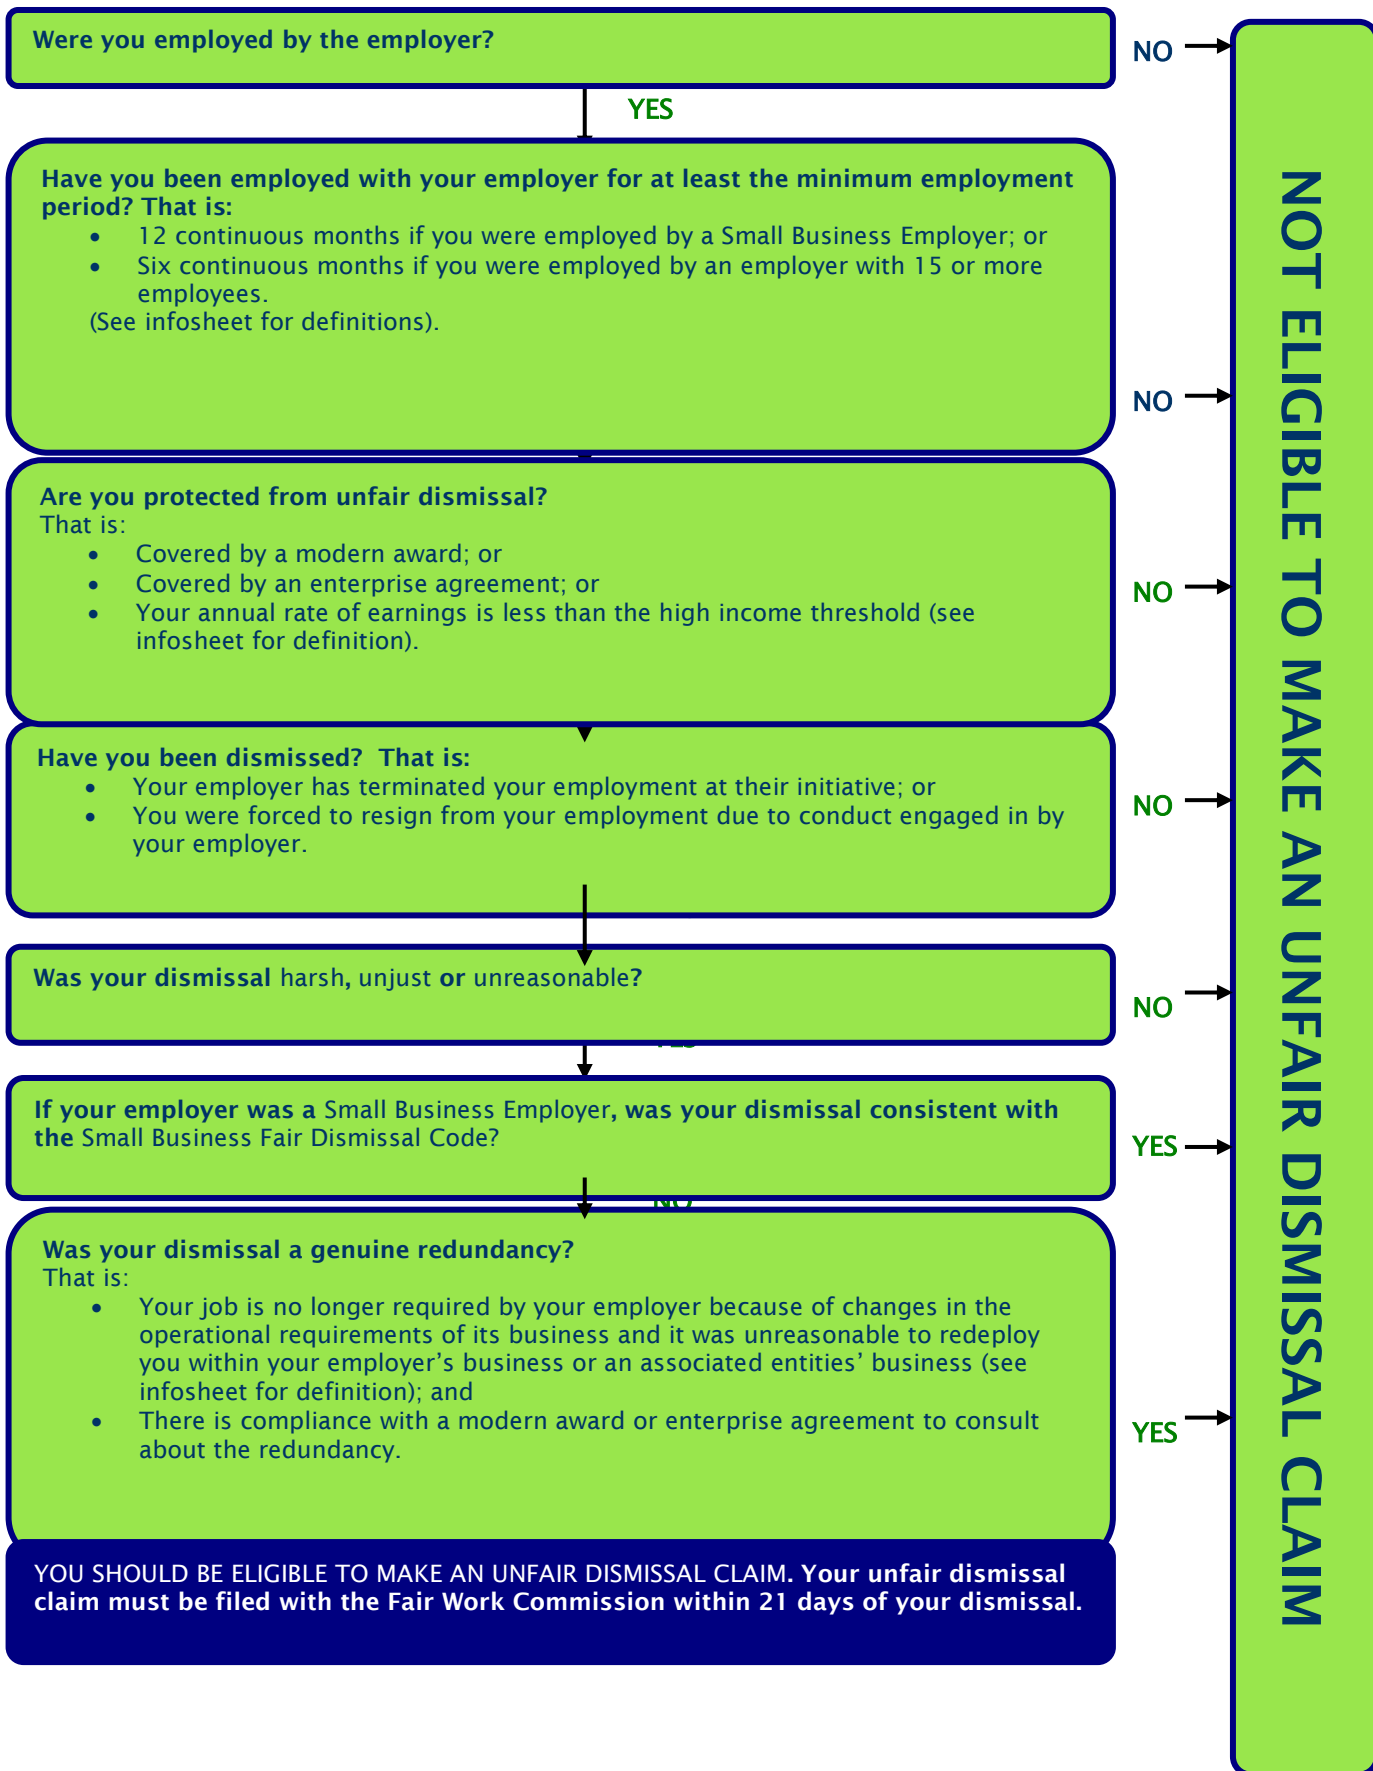 Were you employed by the employer?
NO
YES
Have you been employed with your employer for at least the minimum employment
period? That is:
• 12 continuous months if you were employed by a Small Business Employer; or
• Six continuous months if you were employed by an employer with 15 or more
employees.
(See infosheet for definitions).
NO
Are you protected from unfair dismissal?
That is:
• Covered by a modern award; or
• Covered by an enterprise agreement; or
• Your annual rate of earnings is less than the high income threshold (see
infosheet for definition).
NO
Have you been dismissed?  That is:
• Your employer has terminated your employment at their initiative; or
• You were forced to resign from your employment due to conduct engaged in by
your employer.
NO
Was your dismissal harsh, unjust or unreasonable?
NO
YES
If your employer was a Small Business Employer, was your dismissal consistent with
the Small Business Fair Dismissal Code?
YES
NO
Was your dismissal a genuine redundancy?
That is:
• Your job is no longer required by your employer because of changes in the
operational requirements of its business and it was unreasonable to redeploy
you within your employer's business or an associated entities' business (see
infosheet for definition); and
• There is compliance with a modern award or enterprise agreement to consult
about the redundancy.
YES
YOU SHOULD BE ELIGIBLE TO MAKE AN UNFAIR DISMISSAL CLAIM. Your unfair dismissal
claim must be filed with the Fair Work Commission within 21 days of your dismissal.
NOT ELIGIBLE TO MAKE AN UNFAIR DISMISSAL CLAIM